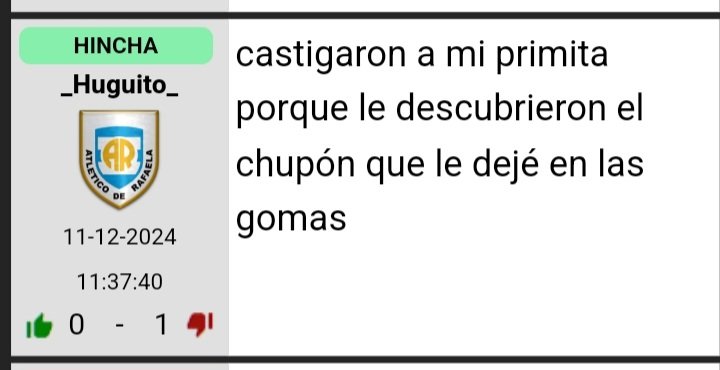 HINCHA
_Huguito_
AR
ATLETICO DE RAFAELA
11-12-2024
11:37:40
0 - 1
castigaron a mi primita
porque le descubrieron el
chupón que le dejé en las
gomas